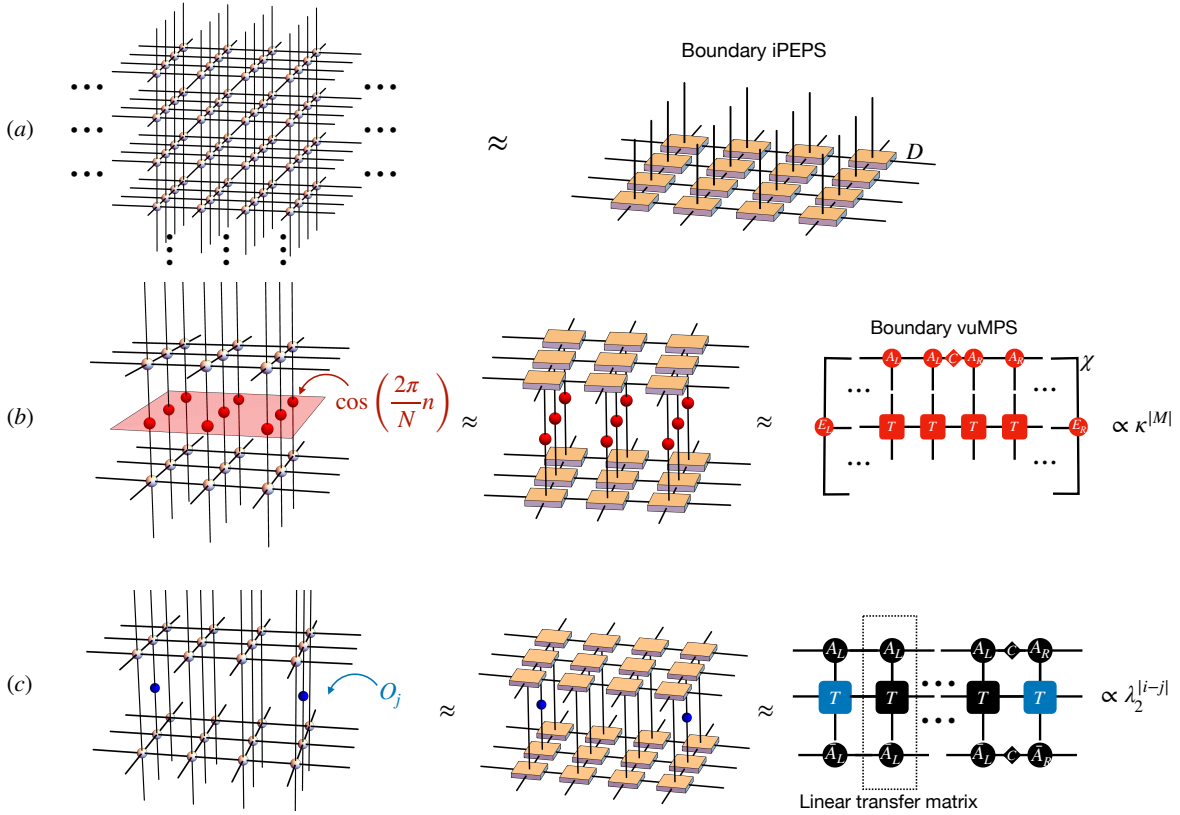 (a)
≈
Boundary iPEPS
D
(b)
cos(2π/N n)
≈
≈
Boundary vuMPS
A_L A_L C A_R A_R
χ
E_L T T T T E_R
∝ κ^|M|
(c)
O_j
≈
≈
A_L A_L A_L C A_R
T T T T
∝ λ_2^|i−j|
Ā_L Ā_L Ā_L C Ā_R
Linear transfer matrix